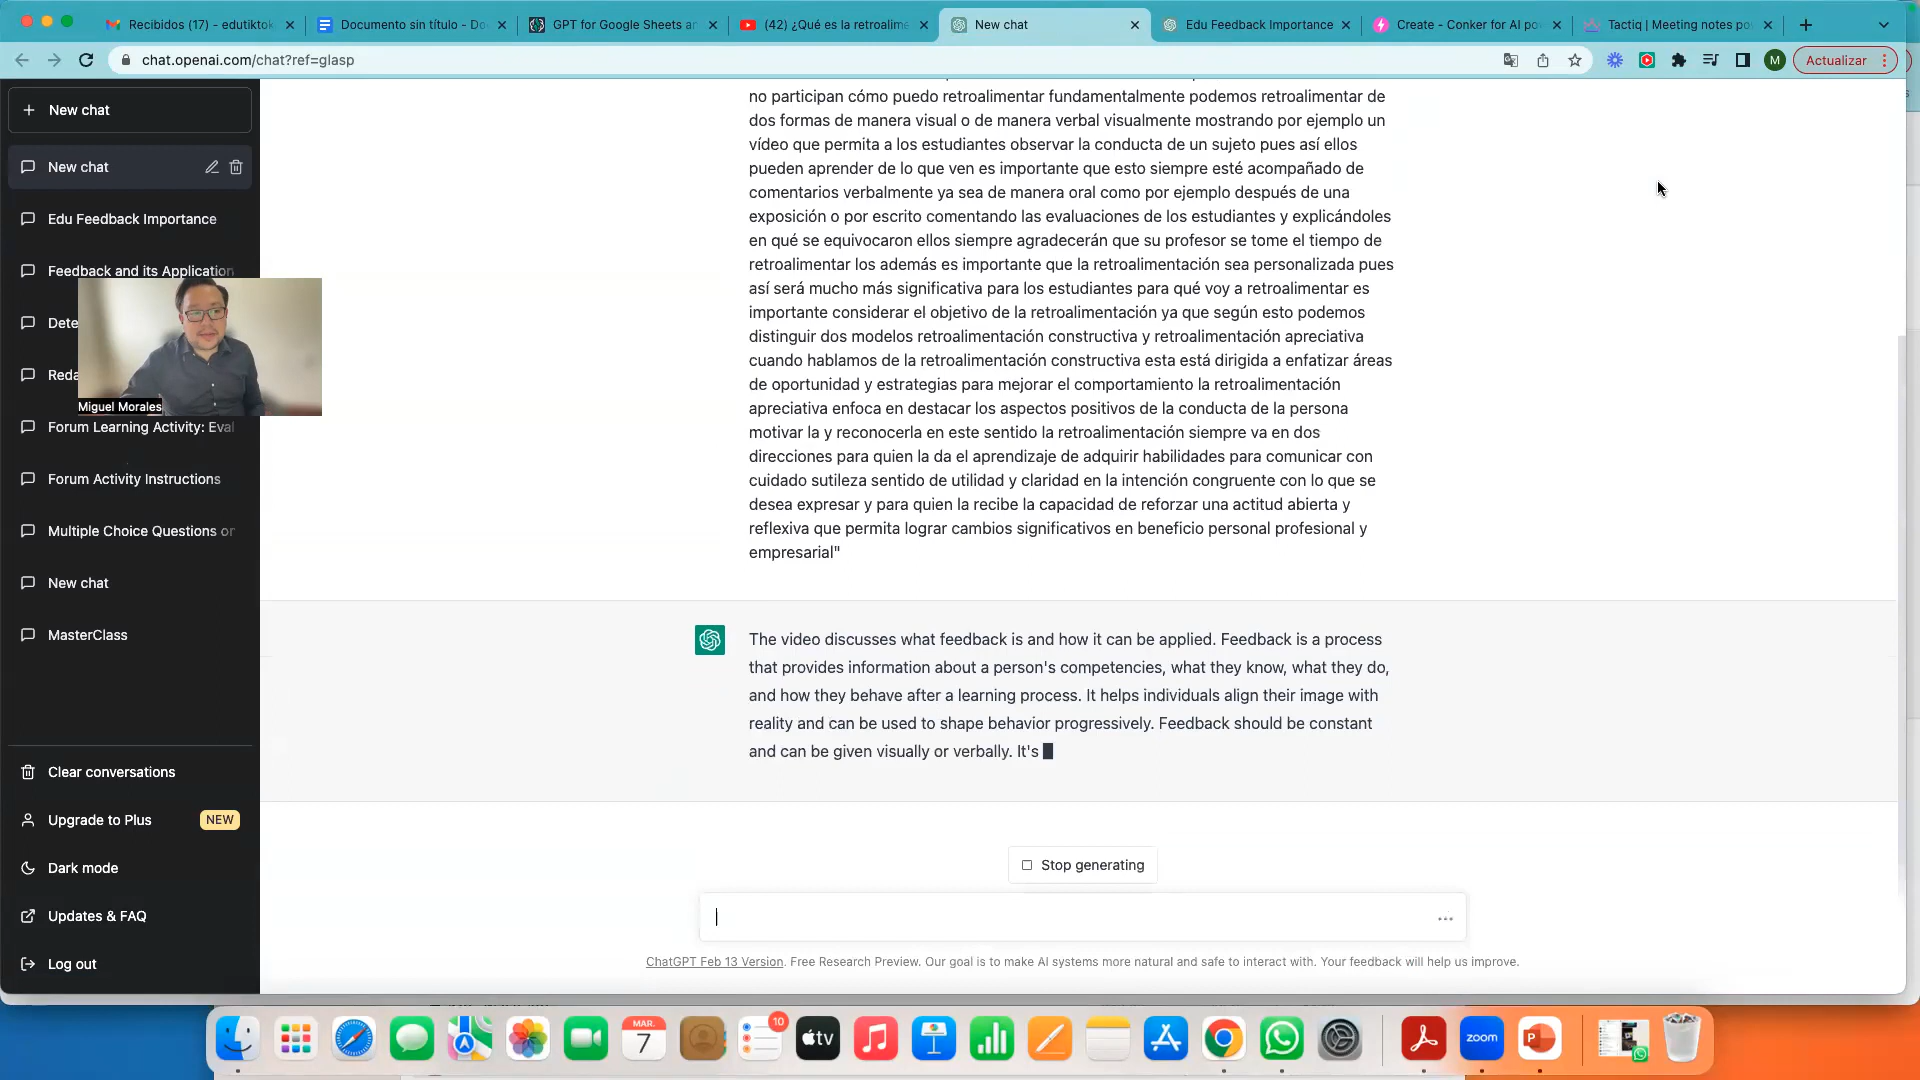 Recibidos (17) - edutiktok
Documento sin título - Do
GPT for Google Sheets an
(42) ¿Qué es la retroalime
New chat
Edu Feedback Importance
Create - Conker for AI po
Tactiq | Meeting notes po
chat.openai.com/chat?ref=glasp
M
Actualizar
New chat
New chat
Edu Feedback Importance
Feedback and its Application
Dete
Reda
Miguel Morales
Forum Learning Activity: Eval
Forum Activity Instructions
Multiple Choice Questions on
New chat
MasterClass
Clear conversations
Upgrade to Plus
NEW
Dark mode
Updates & FAQ
Log out
no participan cómo puedo retroalimentar fundamentalmente podemos retroalimentar de
dos formas de manera visual o de manera verbal visualmente mostrando por ejemplo un
vídeo que permita a los estudiantes observar la conducta de un sujeto pues así ellos
pueden aprender de lo que ven es importante que esto siempre esté acompañado de
comentarios verbalmente ya sea de manera oral como por ejemplo después de una
exposición o por escrito comentando las evaluaciones de los estudiantes y explicándoles
en qué se equivocaron ellos siempre agradecerán que su profesor se tome el tiempo de
retroalimentar los además es importante que la retroalimentación sea personalizada pues
así será mucho más significativa para los estudiantes para qué voy a retroalimentar es
importante considerar el objetivo de la retroalimentación ya que según esto podemos
distinguir dos modelos retroalimentación constructiva y retroalimentación apreciativa
cuando hablamos de la retroalimentación constructiva esta está dirigida a enfatizar áreas
de oportunidad y estrategias para mejorar el comportamiento la retroalimentación
apreciativa enfoca en destacar los aspectos positivos de la conducta de la persona
motivar la y reconocerla en este sentido la retroalimentación siempre va en dos
direcciones para quien la da el aprendizaje de adquirir habilidades para comunicar con
cuidado sutileza sentido de utilidad y claridad en la intención congruente con lo que se
desea expresar y para quien la recibe la capacidad de reforzar una actitud abierta y
reflexiva que permita lograr cambios significativos en beneficio personal profesional y
empresarial"
The video discusses what feedback is and how it can be applied. Feedback is a process
that provides information about a person's competencies, what they know, what they do,
and how they behave after a learning process. It helps individuals align their image with
reality and can be used to shape behavior progressively. Feedback should be constant
and can be given visually or verbally. It's
Stop generating
ChatGPT Feb 13 Version. Free Research Preview. Our goal is to make AI systems more natural and safe to interact with. Your feedback will help us improve.
MAR.
7
10
tv
zoom